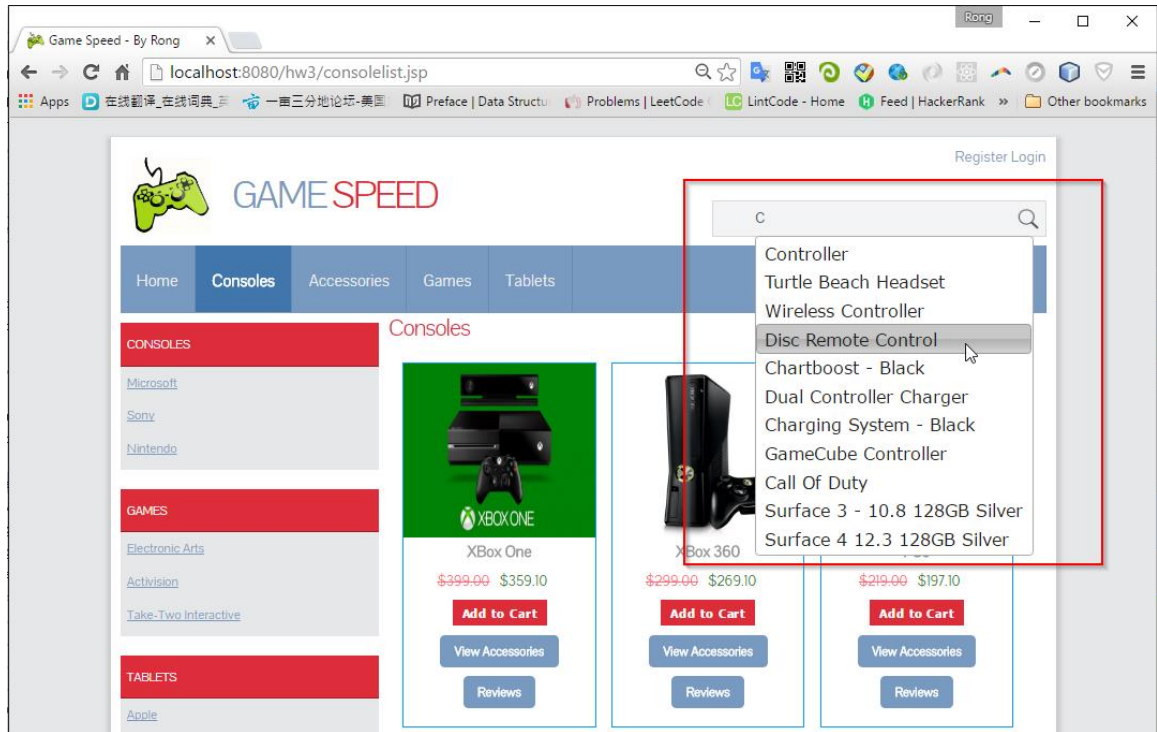 Rong
Game Speed - By Rong
localhost:8080/hw3/consolelist.jsp
Apps 在线翻译_在线词典_ 一亩三分地论坛-美国 Preface | Data Structu Problems | LeetCode LintCode - Home Feed | HackerRank » Other bookmarks
Register Login
GAME SPEED
C
Home Consoles Accessories Games Tablets
Controller
Turtle Beach Headset
Wireless Controller
Disc Remote Control
Chartboost - Black
Dual Controller Charger
Charging System - Black
GameCube Controller
Call Of Duty
Surface 3 - 10.8 128GB Silver
Surface 4 12.3 128GB Silver
CONSOLES
Microsoft
Sony
Nintendo
GAMES
Electronic Arts
Activision
Take-Two Interactive
TABLETS
Apple
Consoles
XBOX ONE
XBox One
$399.00 $359.10
Add to Cart
View Accessories
Reviews
XBox 360
$299.00 $269.10
Add to Cart
View Accessories
Reviews
$219.00 $197.10
Add to Cart
View Accessories
Reviews